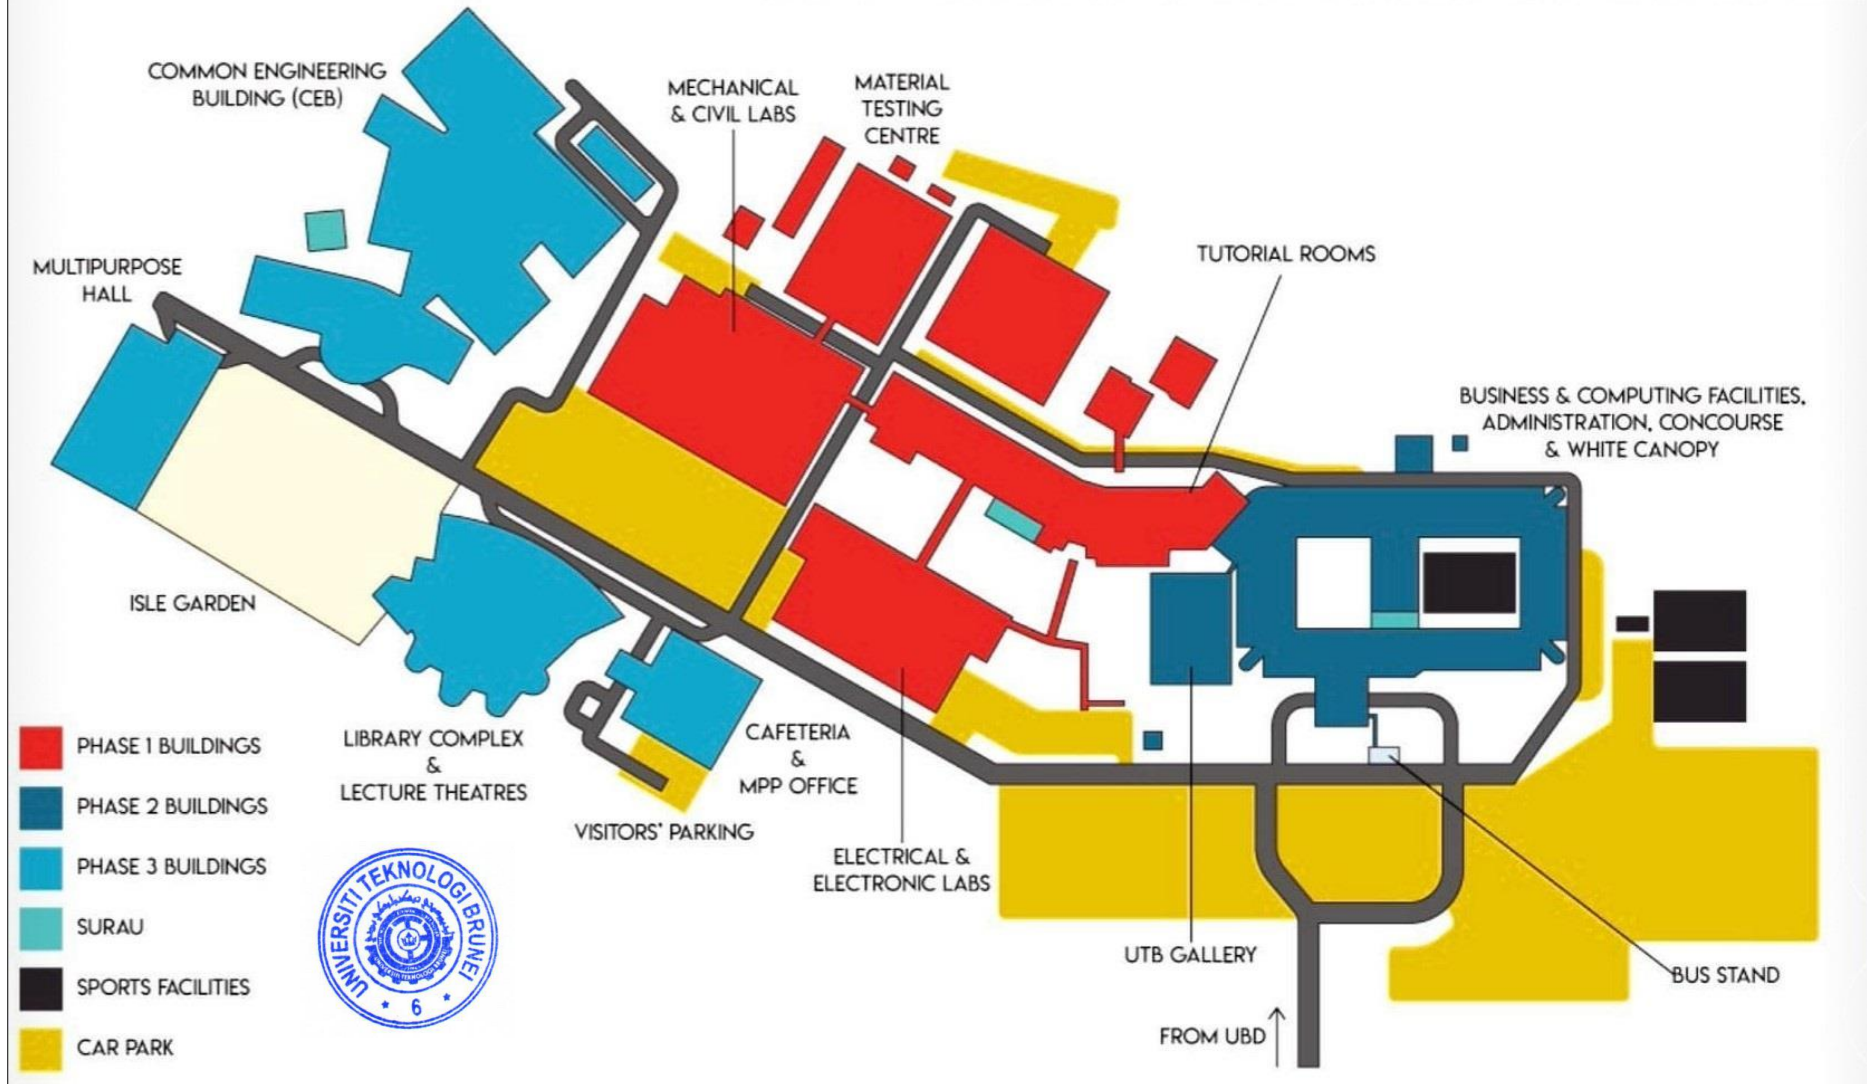 COMMON ENGINEERING
BUILDING (CEB)
MECHANICAL
& CIVIL LABS
MATERIAL
TESTING
CENTRE
MULTIPURPOSE
HALL
TUTORIAL ROOMS
BUSINESS & COMPUTING FACILITIES,
ADMINISTRATION, CONCOURSE
& WHITE CANOPY
ISLE GARDEN
LIBRARY COMPLEX
&
LECTURE THEATRES
CAFETERIA
&
MPP OFFICE
VISITORS' PARKING
ELECTRICAL &
ELECTRONIC LABS
UTB GALLERY
BUS STAND
FROM UBD
PHASE 1 BUILDINGS
PHASE 2 BUILDINGS
PHASE 3 BUILDINGS
SURAU
SPORTS FACILITIES
CAR PARK
UNIVERSITI TEKNOLOGI BRUNEI
* 6 *